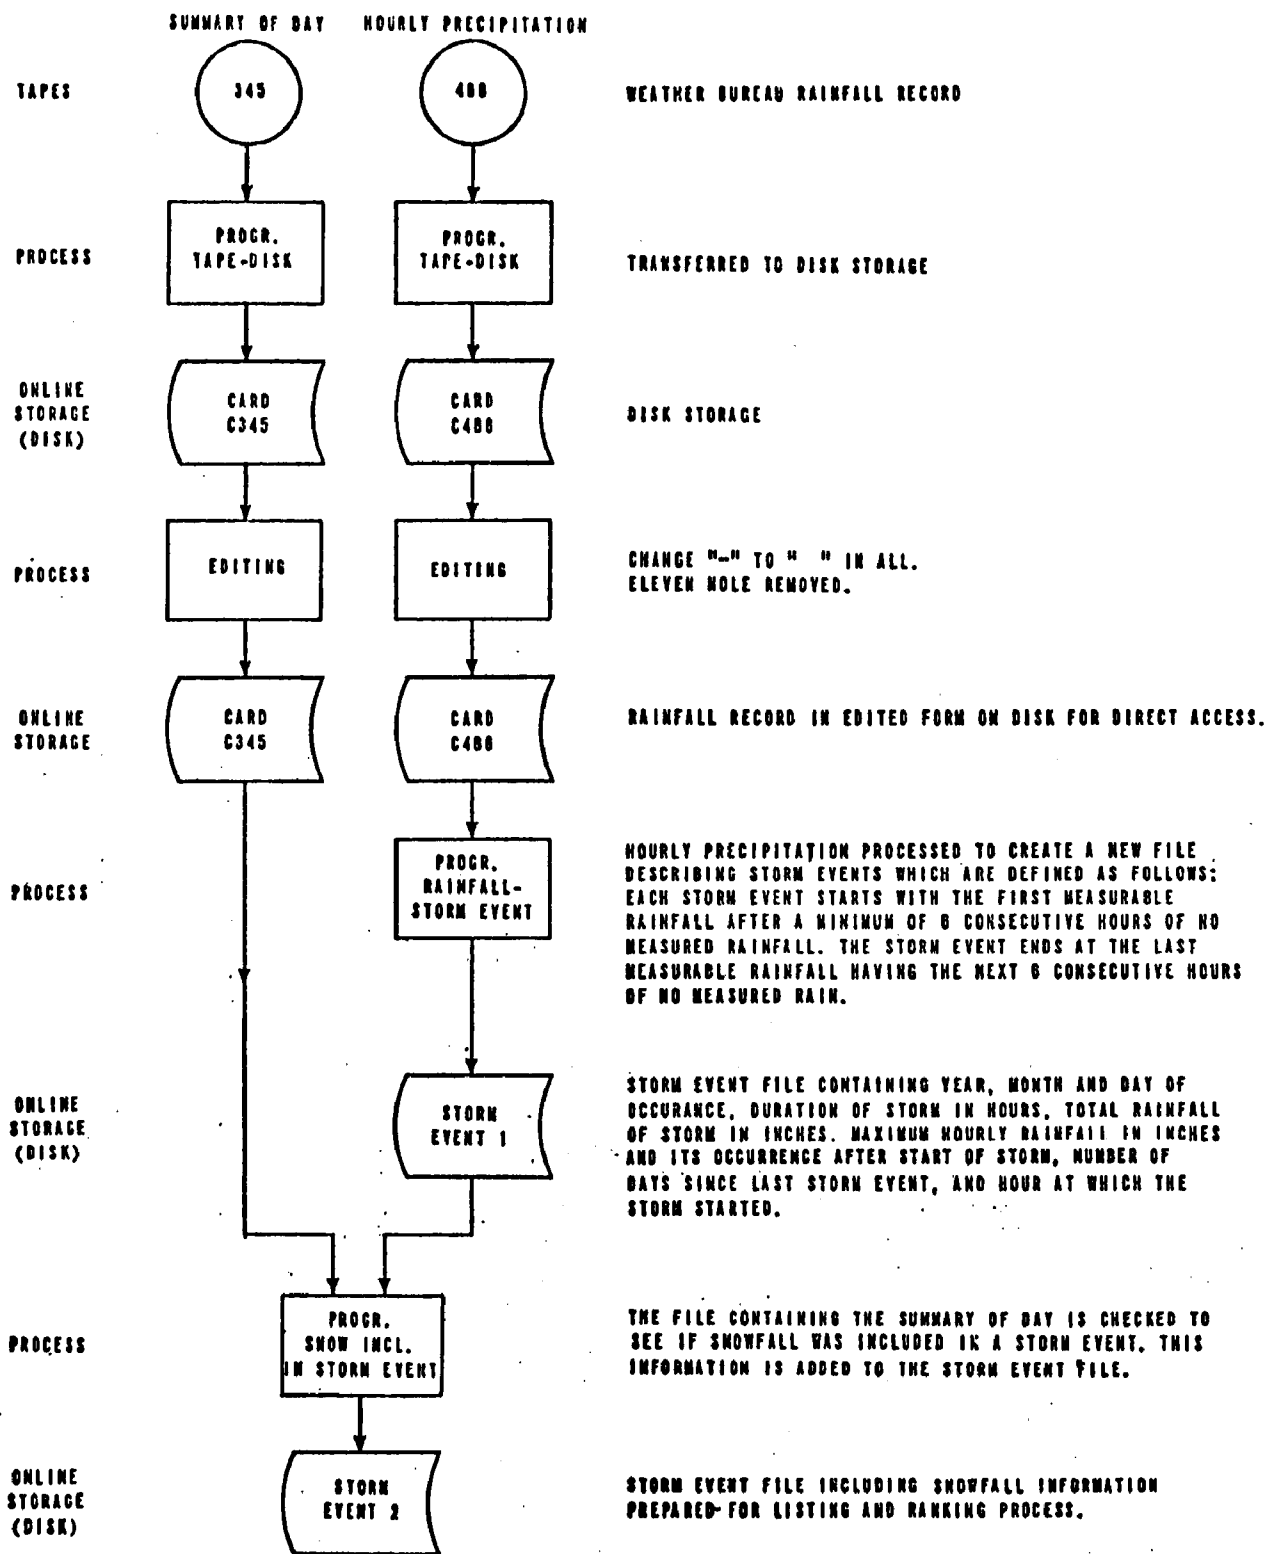 SUMMARY OF DAY HOURLY PRECIPITATION
TAPES 345 488 WEATHER BUREAU RAINFALL RECORD
PROCESS
PROGR.
TAPE-DISK
PROGR.
TAPE-DISK
TRANSFERRED TO DISK STORAGE
ONLINE
STORAGE
(DISK)
CARD
C345
CARD
C488
DISK STORAGE
PROCESS
EDITING
EDITING
CHANGE "-" TO " " IN ALL.
ELEVEN HOLE REMOVED.
ONLINE
STORAGE
CARD
C345
CARD
C488
RAINFALL RECORD IN EDITED FORM ON DISK FOR DIRECT ACCESS.
PROCESS
PROGR.
RAINFALL-
STORM EVENT
HOURLY PRECIPITATION PROCESSED TO CREATE A NEW FILE
DESCRIBING STORM EVENTS WHICH ARE DEFINED AS FOLLOWS:
EACH STORM EVENT STARTS WITH THE FIRST MEASURABLE
RAINFALL AFTER A MINIMUM OF 6 CONSECUTIVE HOURS OF NO
MEASURED RAINFALL. THE STORM EVENT ENDS AT THE LAST
MEASURABLE RAINFALL HAVING THE NEXT 6 CONSECUTIVE HOURS
OF NO MEASURED RAIN.
ONLINE
STORAGE
(DISK)
STORM
EVENT 1
STORM EVENT FILE CONTAINING YEAR, MONTH AND DAY OF
OCCURANCE, DURATION OF STORM IN HOURS, TOTAL RAINFALL
OF STORM IN INCHES. MAXIMUM HOURLY RAINFALL IN INCHES
AND ITS OCCURRENCE AFTER START OF STORM, NUMBER OF
DAYS SINCE LAST STORM EVENT, AND HOUR AT WHICH THE
STORM STARTED.
PROCESS
PROGR.
SNOW INCL.
IN STORM EVENT
THE FILE CONTAINING THE SUMMARY OF DAY IS CHECKED TO
SEE IF SNOWFALL WAS INCLUDED IN A STORM EVENT. THIS
INFORMATION IS ADDED TO THE STORM EVENT FILE.
ONLINE
STORAGE
(DISK)
STORM
EVENT 2
STORM EVENT FILE INCLUDING SNOWFALL INFORMATION
PREPARED FOR LISTING AND RANKING PROCESS.